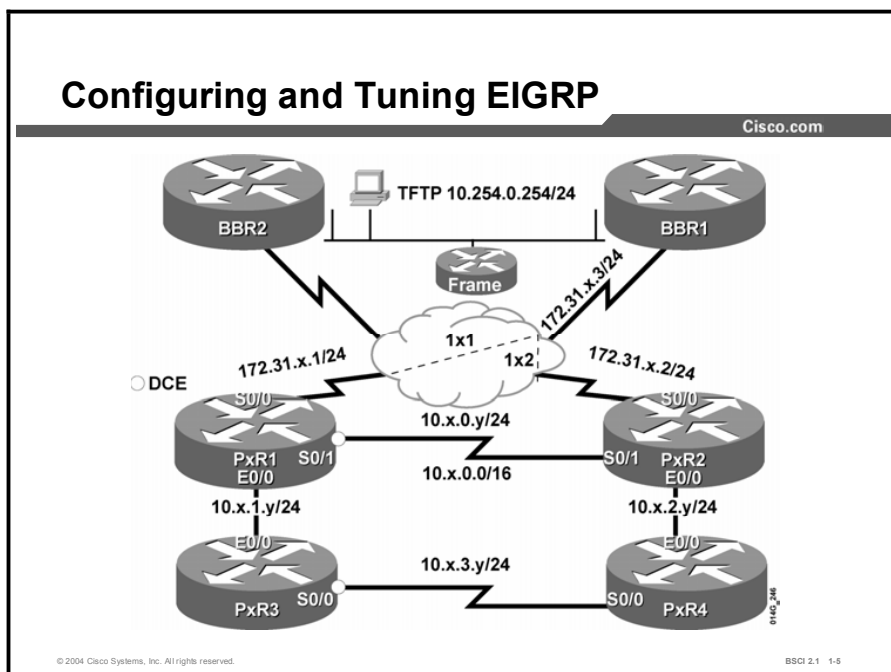 Configuring and Tuning EIGRP
Cisco.com
BBR2
TFTP 10.254.0.254/24
BBR1
Frame
172.31.x.3/24
1x1
1x2
172.31.x.1/24
172.31.x.2/24
DCE
S0/0
S0/0
10.x.0.y/24
PxR1
S0/1
E0/0
10.x.0.0/16
S0/1
PxR2
E0/0
10.x.1.y/24
10.x.2.y/24
E0/0
E0/0
10.x.3.y/24
PxR3
S0/0
S0/0
PxR4
014G_246
© 2004 Cisco Systems, Inc. All rights reserved.
BSCI 2.1 1-5